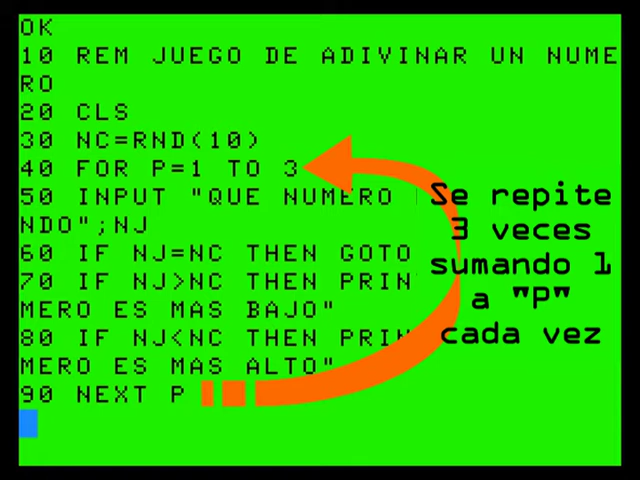 OK
10 REM JUEGO DE ADIVINAR UN NUME
RO
20 CLS
30 NC=RND(10)
40 FOR P=1 TO 3
50 INPUT "QUE NUMERO
NDO";NJ
60 IF NJ=NC THEN GOTO
70 IF NJ>NC THEN PRIN
MERO ES MAS BAJO"
80 IF NJ<NC THEN PRIN
MERO ES MAS ALTO"
90 NEXT P
Se repite
3 veces
sumando 1
a "P"
cada vez